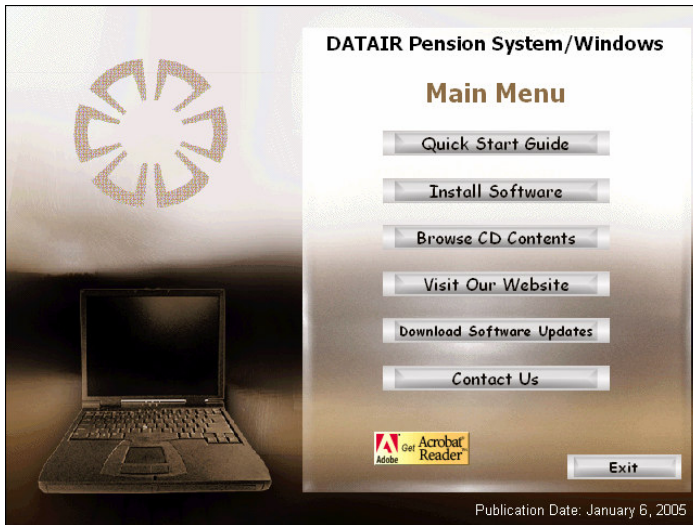 DATAIR Pension System/Windows
Main Menu
Quick Start Guide
Install Software
Browse CD Contents
Visit Our Website
Download Software Updates
Contact Us
Adobe
Get Acrobat
Reader
Exit
Publication Date: January 6, 2005